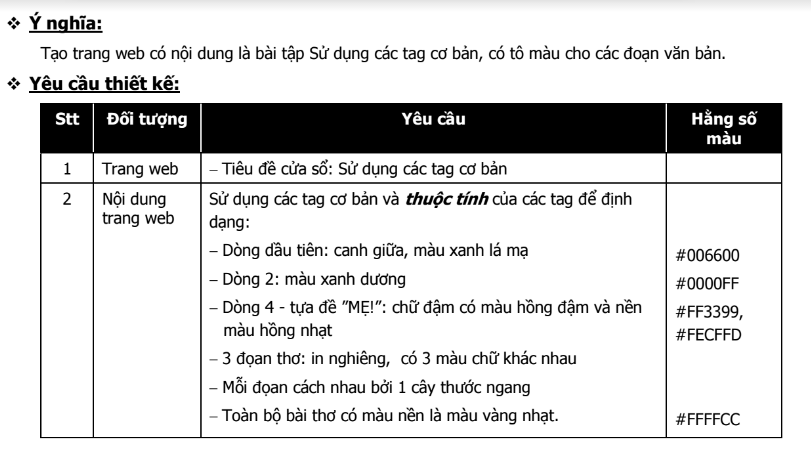 ❖ Ý nghĩa:
Tạo trang web có nội dung là bài tập Sử dụng các tag cơ bản, có tô màu cho các đoạn văn bản.
❖ Yêu cầu thiết kế:
Stt Đối tượng Yêu cầu Hằng số màu
1 Trang web – Tiêu đề cửa sổ: Sử dụng các tag cơ bản
2 Nội dung trang web
Sử dụng các tag cơ bản và thuộc tính của các tag để định
dạng:
– Dòng dầu tiên: canh giữa, màu xanh lá mạ #006600
– Dòng 2: màu xanh dương #0000FF
– Dòng 4 - tựa đề ”MẸ!”: chữ đậm có màu hồng đậm và nền #FF3399,
màu hồng nhạt #FECFFD
– 3 đọan thơ: in nghiêng, có 3 màu chữ khác nhau
– Mỗi đọan cách nhau bởi 1 cây thước ngang
– Toàn bộ bài thơ có màu nền là màu vàng nhạt. #FFFFCC